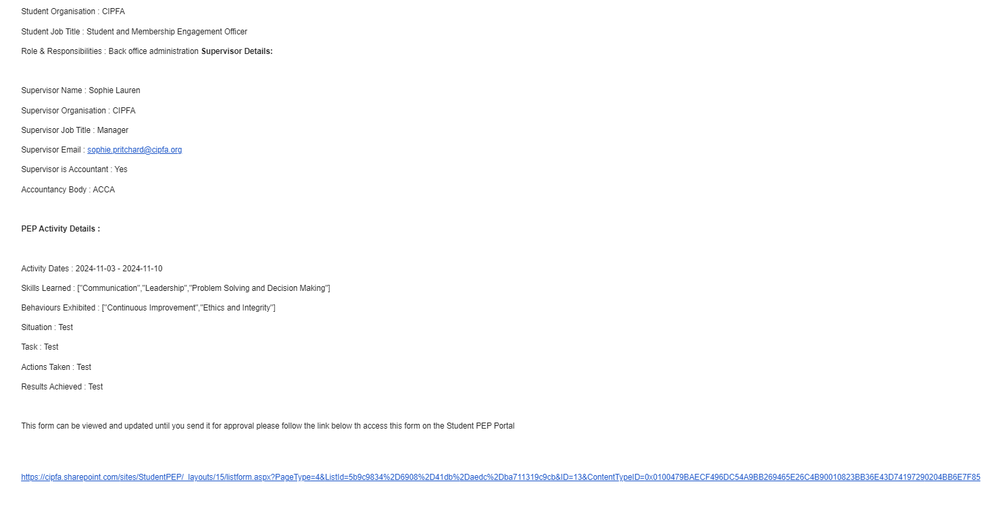 Student Organisation : CIPFA
Student Job Title : Student and Membership Engagement Officer
Role & Responsibilities : Back office administration Supervisor Details:
Supervisor Name : Sophie Lauren
Supervisor Organisation : CIPFA
Supervisor Job Title : Manager
Supervisor Email : sophie.pritchard@cipfa.org
Supervisor is Accountant : Yes
Accountancy Body : ACCA
PEP Activity Details :
Activity Dates : 2024-11-03 - 2024-11-10
Skills Learned : ["Communication","Leadership","Problem Solving and Decision Making"]
Behaviours Exhibited : ["Continuous Improvement","Ethics and Integrity"]
Situation : Test
Task : Test
Actions Taken : Test
Results Achieved : Test
This form can be viewed and updated until you send it for approval please follow the link below th access this form on the Student PEP Portal
https://cipfa.sharepoint.com/sites/StudentPEP/_layouts/15/listform.aspx?PageType=4&ListId=5b9c9834%2D6908%2D41db%2Daedc%2Dba711319c9cb&ID=13&ContentTypeID=0x0100479BAECF496DC54A9BB269465E26C4B90010823BB36E43D74197290204BB6E7F85